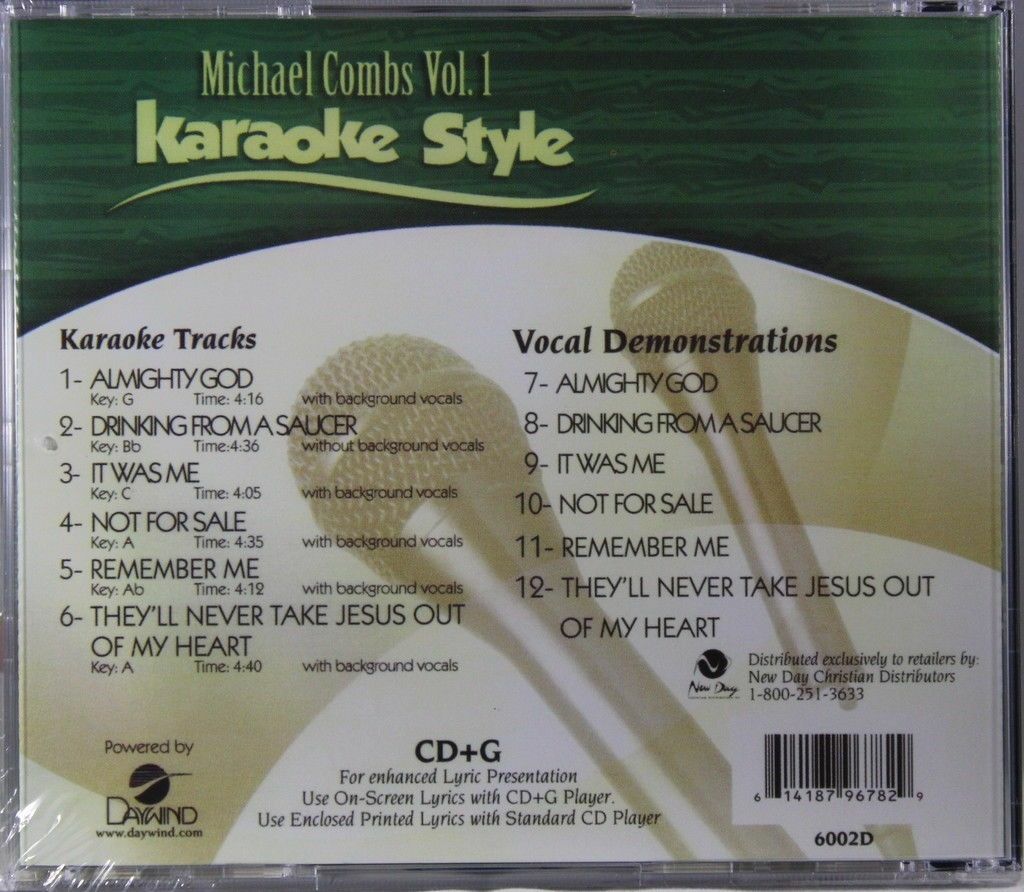 Michael Combs Vol. 1
Karaoke Style
Karaoke Tracks
1- ALMIGHTY GOD
Key: G Time: 4:16 with background vocals
2- DRINKING FROM A SAUCER
Key: Bb Time:4:36 without background vocals
3- IT WAS ME
Key: C Time: 4:05 with background vocals
4- NOT FOR SALE
Key: A Time: 4:35 with background vocals
5- REMEMBER ME
Key: Ab Time: 4:12 with background vocals
6- THEY'LL NEVER TAKE JESUS OUT
OF MY HEART
Key: A Time: 4:40 with background vocals
Vocal Demonstrations
7- ALMIGHTY GOD
8- DRINKING FROM A SAUCER
9- IT WAS ME
10- NOT FOR SALE
11- REMEMBER ME
12- THEY'LL NEVER TAKE JESUS OUT
OF MY HEART
New Day
Distributed exclusively to retailers by:
New Day Christian Distributors
1-800-251-3633
Powered by
DAYWIND
www.daywind.com
CD+G
For enhanced Lyric Presentation
Use On-Screen Lyrics with CD+G Player.
Use Enclosed Printed Lyrics with Standard CD Player
6 14187 96782 9
6002D